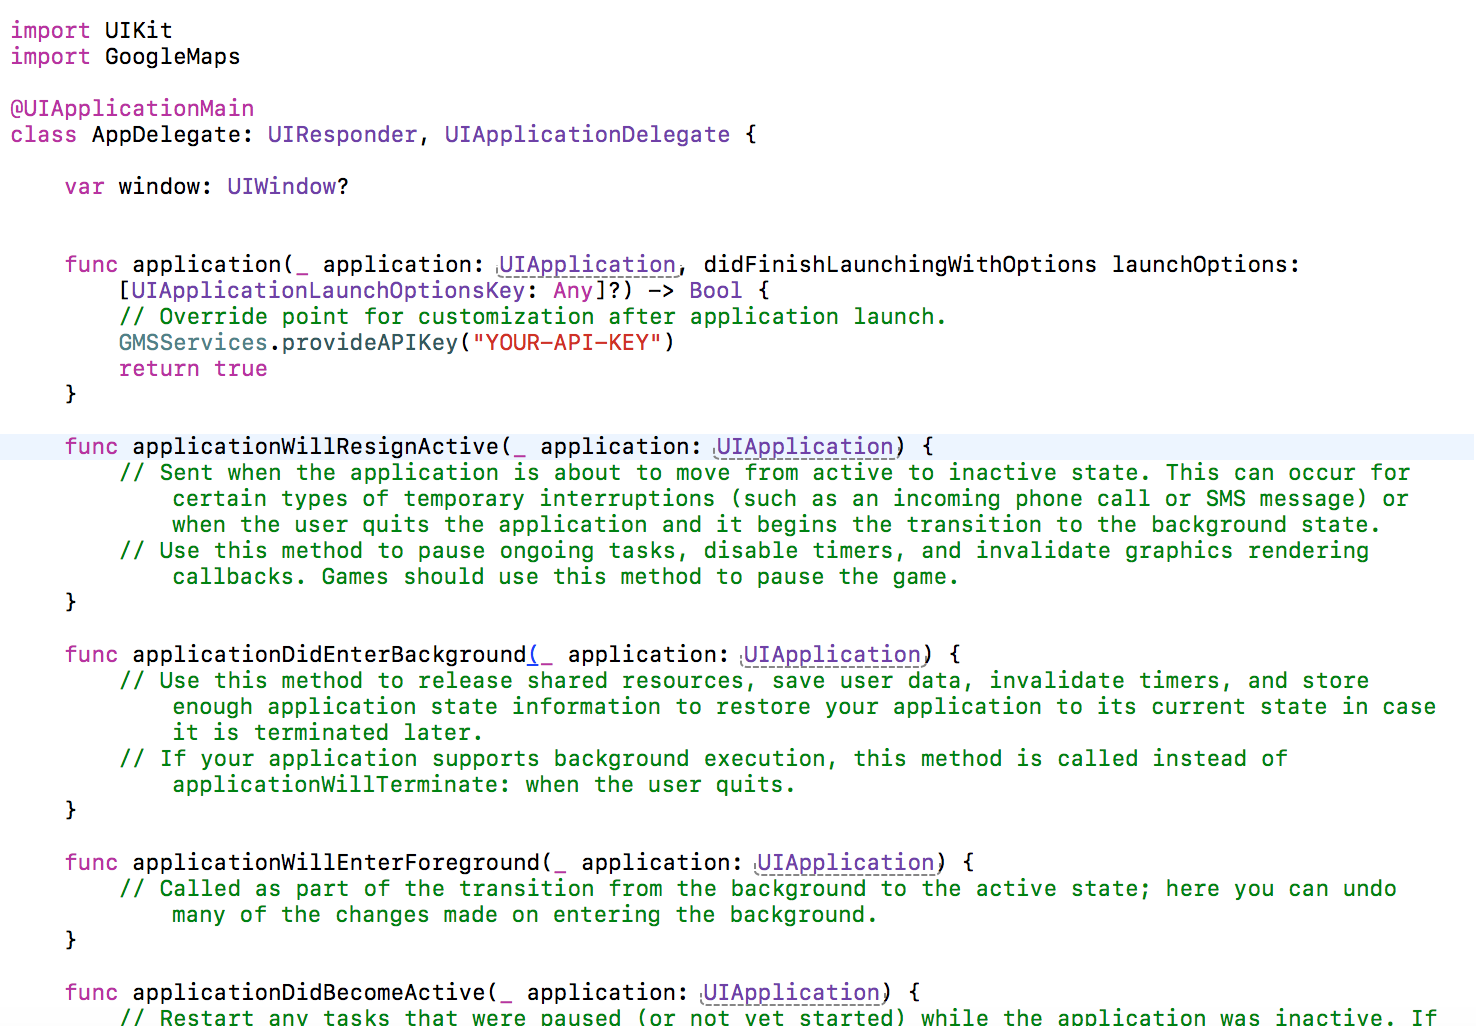 import UIKit
import GoogleMaps
@UIApplicationMain
class AppDelegate: UIResponder, UIApplicationDelegate {
var window: UIWindow?
func application(_ application: UIApplication, didFinishLaunchingWithOptions launchOptions:
[UIApplicationLaunchOptionsKey: Any]?) -> Bool {
// Override point for customization after application launch.
GMSServices.provideAPIKey("YOUR-API-KEY")
return true
}
func applicationWillResignActive(_ application: UIApplication) {
// Sent when the application is about to move from active to inactive state. This can occur for
certain types of temporary interruptions (such as an incoming phone call or SMS message) or
when the user quits the application and it begins the transition to the background state.
// Use this method to pause ongoing tasks, disable timers, and invalidate graphics rendering
callbacks. Games should use this method to pause the game.
}
func applicationDidEnterBackground(_ application: UIApplication) {
// Use this method to release shared resources, save user data, invalidate timers, and store
enough application state information to restore your application to its current state in case
it is terminated later.
// If your application supports background execution, this method is called instead of
applicationWillTerminate: when the user quits.
}
func applicationWillEnterForeground(_ application: UIApplication) {
// Called as part of the transition from the background to the active state; here you can undo
many of the changes made on entering the background.
}
func applicationDidBecomeActive(_ application: UIApplication) {
// Restart any tasks that were paused (or not yet started) while the application was inactive. If